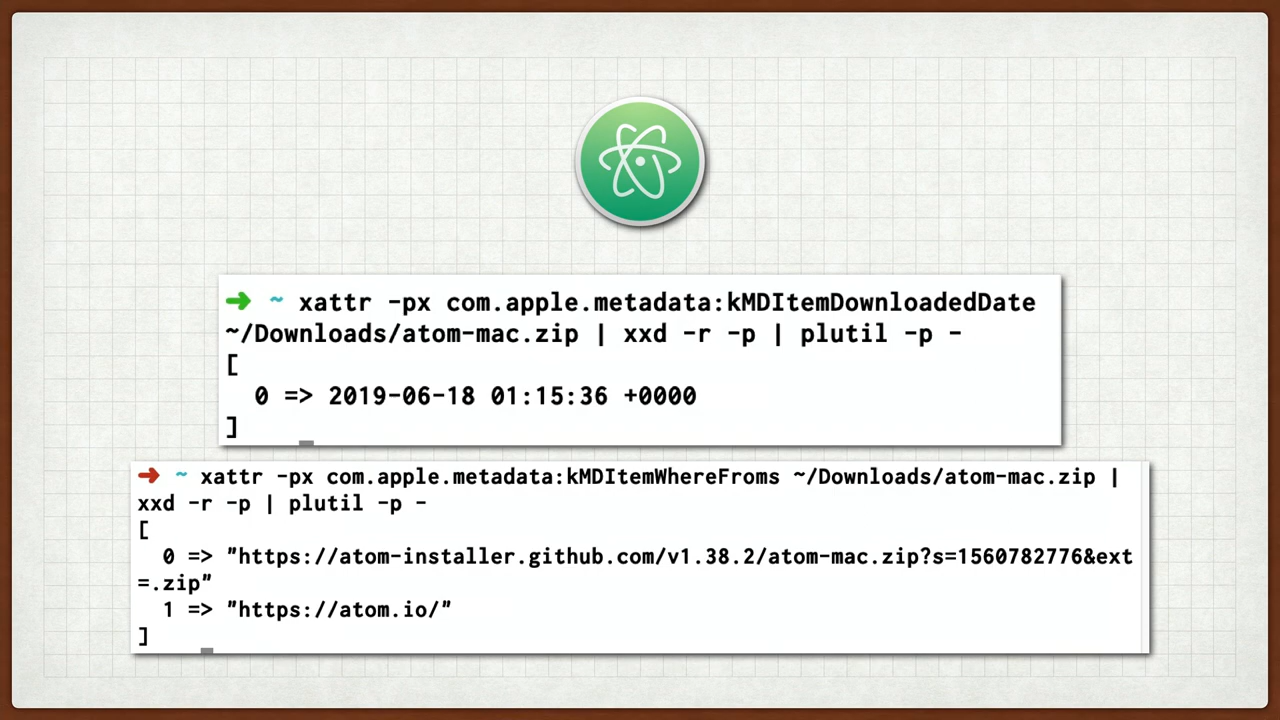 ➜ ~ xattr -px com.apple.metadata:kMDItemDownloadedDate
~/Downloads/atom-mac.zip | xxd -r -p | plutil -p -
[
  0 => 2019-06-18 01:15:36 +0000
]
➜ ~ xattr -px com.apple.metadata:kMDItemWhereFroms ~/Downloads/atom-mac.zip |
xxd -r -p | plutil -p -
[
  0 => "https://atom-installer.github.com/v1.38.2/atom-mac.zip?s=1560782776&ext
=.zip"
  1 => "https://atom.io/"
]